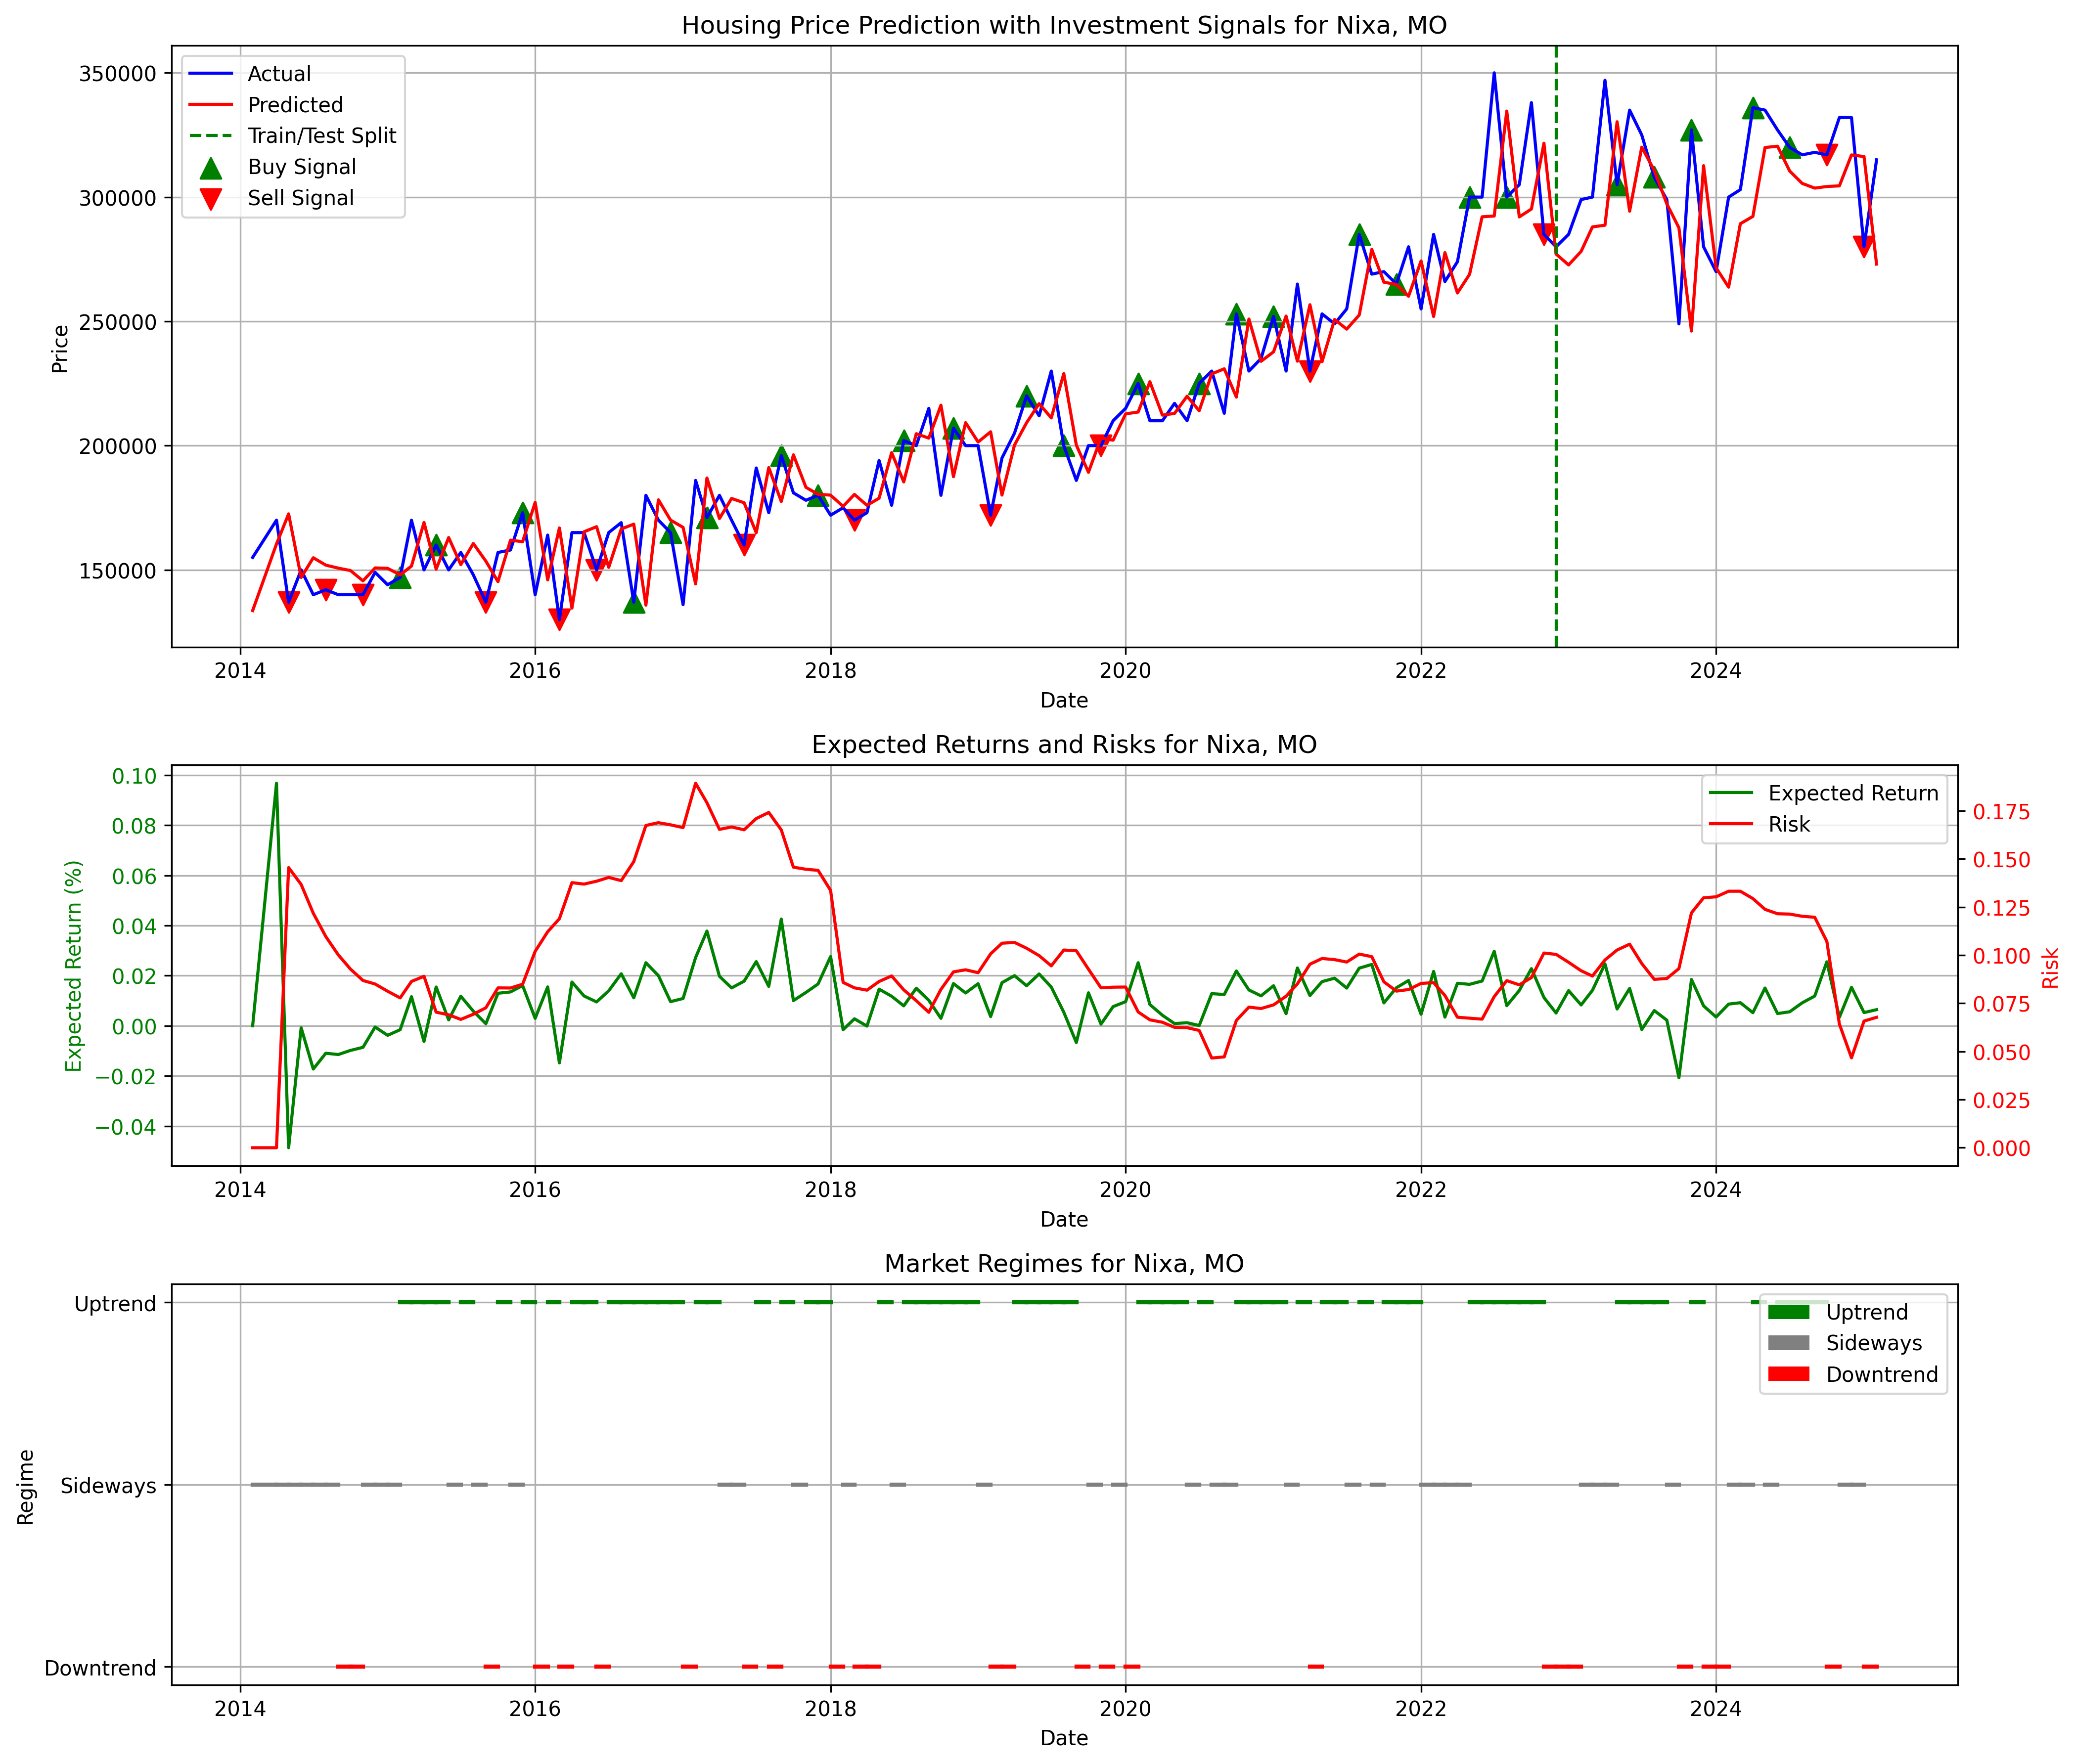 Housing Price Prediction with Investment Signals for Nixa, MO
Actual
Predicted
Train/Test Split
Buy Signal
Sell Signal
350000
300000
250000
200000
150000
Price
2014 2016 2018 2020 2022 2024
Date
Expected Returns and Risks for Nixa, MO
Expected Return
Risk
0.10
0.08
0.06
0.04
0.02
0.00
−0.02
−0.04
Expected Return (%)
0.175
0.150
0.125
0.100
0.075
0.050
0.025
0.000
Risk
2014 2016 2018 2020 2022 2024
Date
Market Regimes for Nixa, MO
Uptrend
Sideways
Downtrend
Uptrend
Sideways
Downtrend
Regime
2014 2016 2018 2020 2022 2024
Date